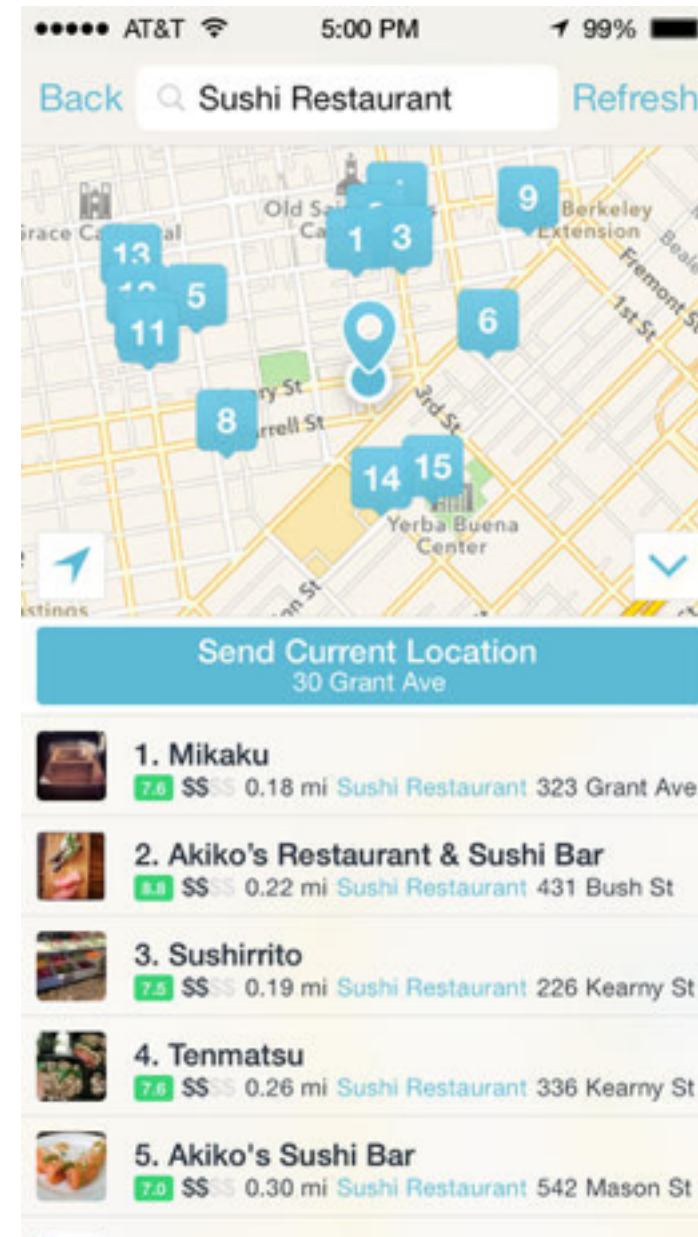 AT&T 5:00 PM 99%
Back Sushi Restaurant Refresh
9
Berkeley
Extension
Old
1 3
13
5
11
6
Fremont St
1st St
8
3rd St
14 15
Yerba Buena
Center
Send Current Location
30 Grant Ave
1. Mikaku
7.6 $$$$ 0.18 mi Sushi Restaurant 323 Grant Ave
2. Akiko's Restaurant & Sushi Bar
8.8 $$$$ 0.22 mi Sushi Restaurant 431 Bush St
3. Sushirrito
7.5 $$$$ 0.19 mi Sushi Restaurant 226 Kearny St
4. Tenmatsu
7.6 $$$$ 0.26 mi Sushi Restaurant 336 Kearny St
5. Akiko's Sushi Bar
7.0 $$$$ 0.30 mi Sushi Restaurant 542 Mason St